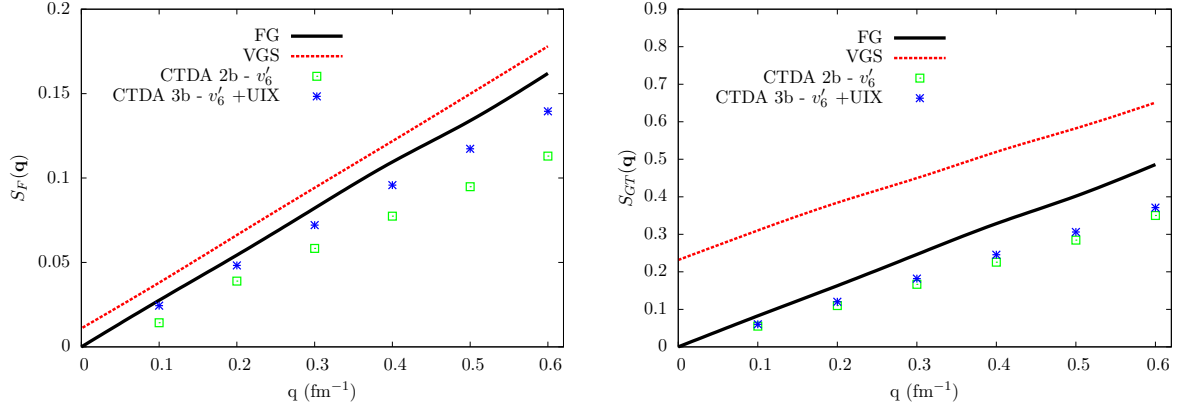 0.2
0.15
0.1
0.05
0
S_F(q)
FG
VGS
CTDA 2b - v′₆
CTDA 3b - v′₆ +UIX
0 0.1 0.2 0.3 0.4 0.5 0.6
q (fm⁻¹)
0.9
0.8
0.7
0.6
0.5
0.4
0.3
0.2
0.1
0
S_GT(q)
FG
VGS
CTDA 2b - v′₆
CTDA 3b - v′₆ +UIX
0 0.1 0.2 0.3 0.4 0.5 0.6
q (fm⁻¹)